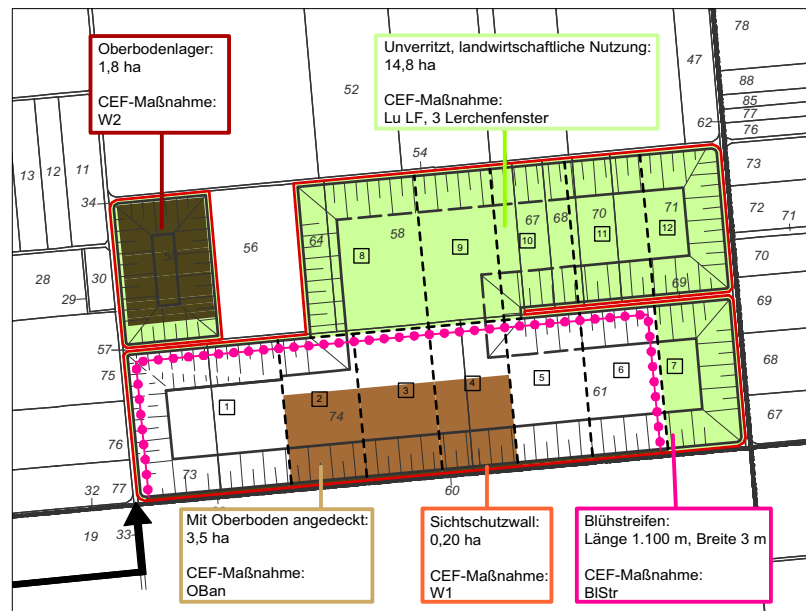 78
Oberbodenlager:
1,8 ha
CEF-Maßnahme:
W2
Unverritzt, landwirtschaftliche Nutzung:
14,8 ha
CEF-Maßnahme:
Lu LF, 3 Lerchenfenster
47
52
88
85
77
76
62
13
12
11
54
73
34
72
71
56
64
58
67
68
70
71
8
9
10
11
12
70
28
30
29
69
69
57
75
68
7
6
5
61
4
3
2
74
1
67
76
73
77
32
60
19
33
Mit Oberboden angedeckt:
3,5 ha
CEF-Maßnahme:
OBan
Sichtschutzwall:
0,20 ha
CEF-Maßnahme:
W1
Blühstreifen:
Länge 1.100 m, Breite 3 m
CEF-Maßnahme:
BlStr